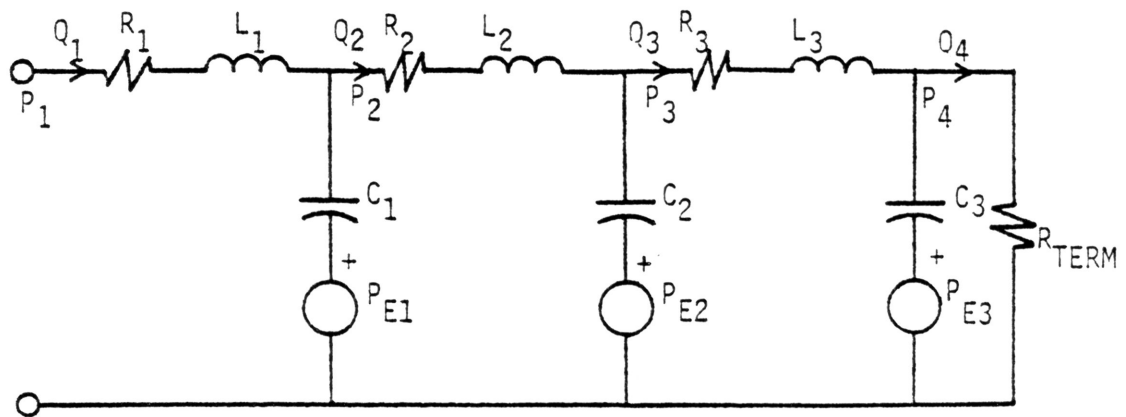 Q1 R1 L1 Q2 R2 L2 Q3 R3 L3 Q4
P1 P2 P3 P4
C1 C2 C3
RTERM
+ + +
PE1 PE2 PE3